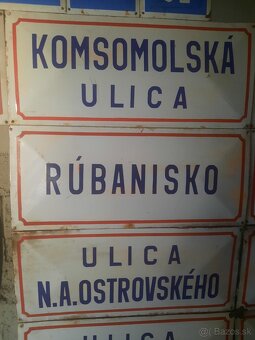 KOMSOMOLSKÁ
ULICA
RÚBANISKO
ULICA
N.A.OSTROVSKÉHO
ULICA
Bazos.sk